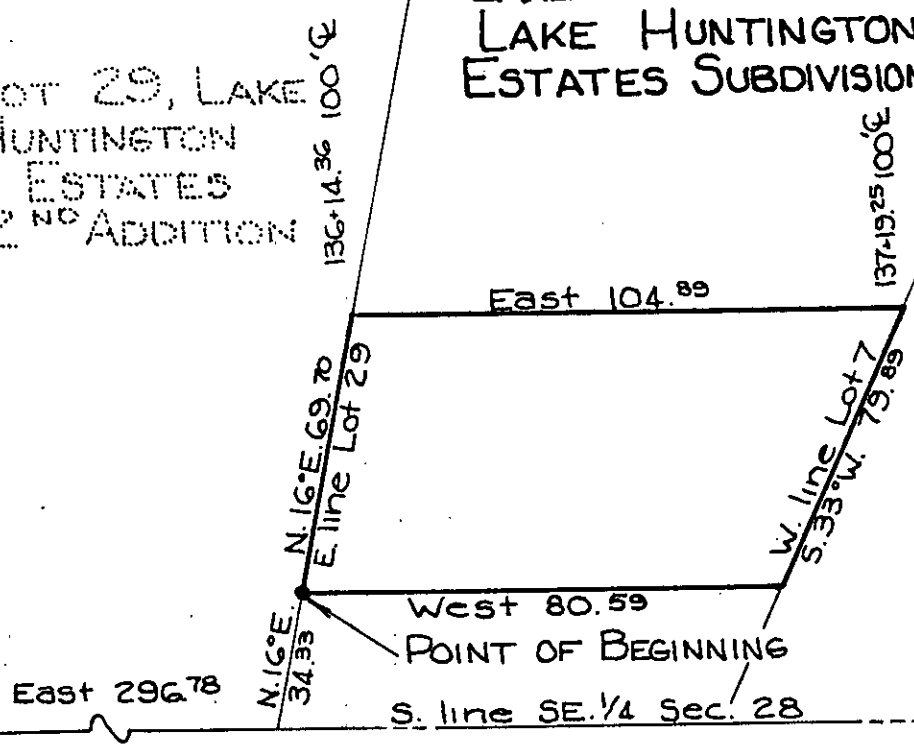 LAKE HUNTINGTON
ESTATES SUBDIVISION
OT 29, LAKE
HUNTINGTON
ESTATES
2ND ADDITION
136+14.36 100' ℄
137+19.25 100' ℄
East 104.89
N. 16° E. 69.70
E. line Lot 29
W. line Lot 7
S. 33° W. 79.89
West 80.59
POINT OF BEGINNING
N. 16° E.
34.33
East 296.78
S. line SE. 1/4 Sec. 28